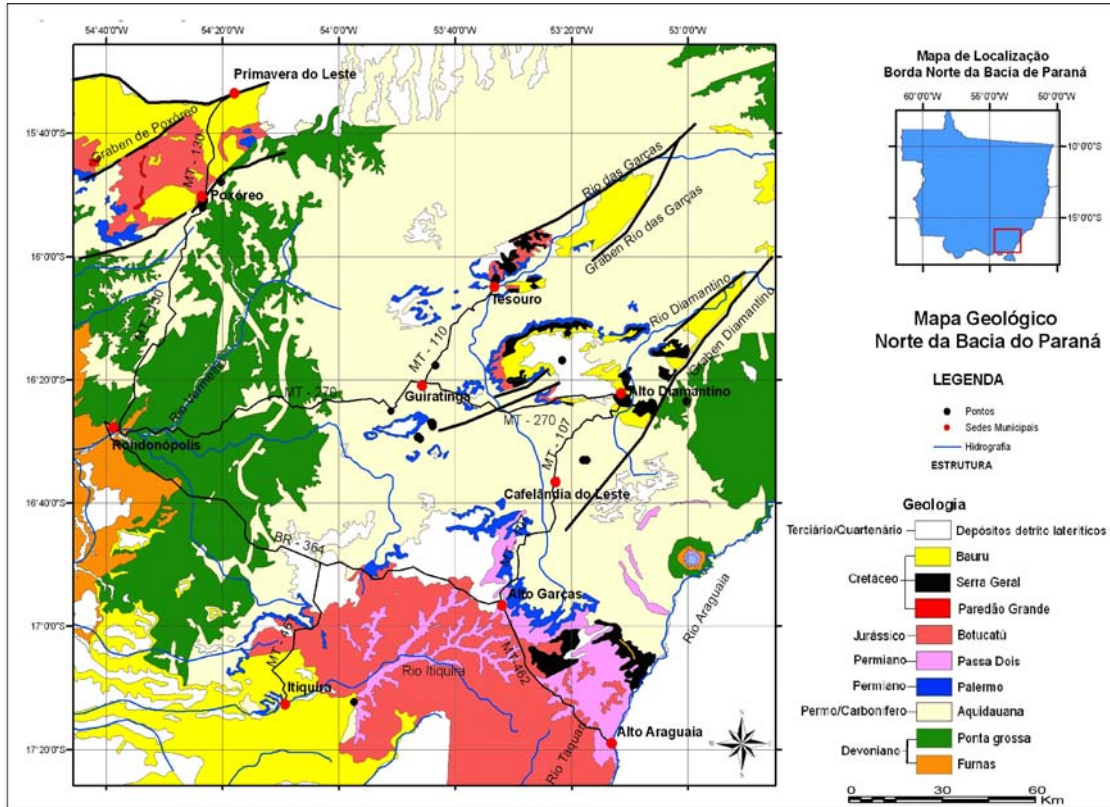 54°40'0"W
54°20'0"W
54°0'0"W
53°40'0"W
53°20'0"W
53°0'0"W
15°40'0"S
16°0'0"S
16°20'0"S
16°40'0"S
17°0'0"S
17°20'0"S
Primavera do Leste
Graben de Poxóreo
MT - 130
Poxóreo
Rio das Garças
Graben Rio das Garças
Tesouro
Rio Diamantino
Graben Diamantino
MT - 130
MT - 110
Rio Vermelho
MT - 270
Guiratinga
Alto Diamantino
MT - 270
MT - 107
Rondonópolis
Cafelândia do Leste
BR - 364
Alto Garças
Rio Araguaia
Rio Itiquira
MT-462
Itiquira
Alto Araguaia
Rio Taquari
Mapa de Localização
Borda Norte da Bacia de Paraná
60°0'0"W
55°0'0"W
50°0'0"W
10°0'0"S
15°0'0"S
Mapa Geológico
Norte da Bacia do Paraná
LEGENDA
Pontos
Sedes Municipais
Hidrografia
ESTRUTURA
Geologia
Terciário/Cuartenário
Depósitos detrito lateríticos
Cretáceo
Bauru
Serra Geral
Paredão Grande
Jurássico
Botucatú
Permiano
Passa Dois
Permiano
Palermo
Permo/Carbonífero
Aquidauana
Devoniano
Ponta grossa
Furnas
0 30 60
Km